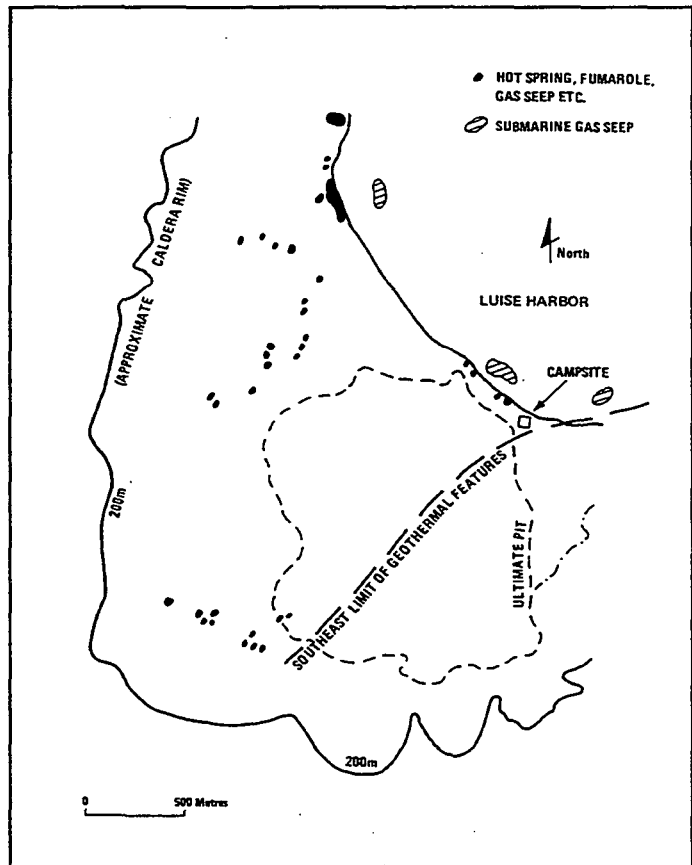 HOT SPRING, FUMAROLE,
GAS SEEP ETC.
SUBMARINE GAS SEEP
North
LUISE HARBOR
CAMPSITE
(APPROXIMATE CALDERA RIM)
200m
SOUTHEAST LIMIT OF GEOTHERMAL FEATURES
ULTIMATE PIT
200m
0 500 Metres